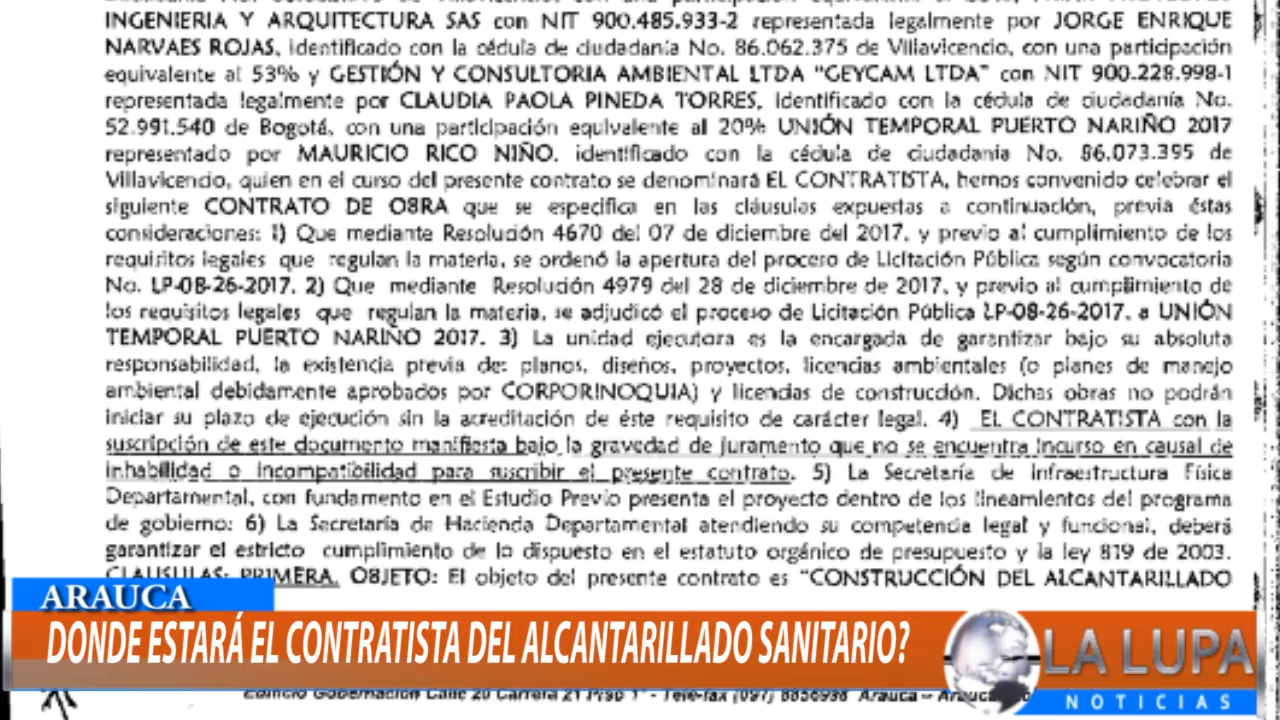 INGENIERIA Y ARQUITECTURA SAS con NIT 900.485.933-2 representada legalmente por JORGE ENRIQUE
NARVAES ROJAS, identificado con la cédula de ciudadanía No. 86.062.375 de Villavicencio, con una participación
equivalente al 53% y GESTIÓN Y CONSULTORIA AMBIENTAL LTDA "GEYCAM LTDA" con NIT 900.228.998-1
representada legalmente por CLAUDIA PAOLA PINEDA TORRES, identificado con la cédula de ciudadanía No.
52.991.540 de Bogotá, con una participación equivalente al 20% UNIÓN TEMPORAL PUERTO NARIÑO 2017
representado por MAURICIO RICO NIÑO, identificado con la cédula de ciudadanía No. 86.073.395 de
Villavicencio, quien en el curso del presente contrato se denominará EL CONTRATISTA, hemos convenido celebrar el
siguiente CONTRATO DE OBRA que se especifica en las cláusulas expuestas a continuación, previa éstas
consideraciones: 1) Que mediante Resolución 4670 del 07 de diciembre del 2017, y previo al cumplimiento de los
requisitos legales que regulan la materia, se ordenó la apertura del proceso de Licitación Pública según convocatoria
No. LP-08-26-2017. 2) Que mediante Resolución 4979 del 28 de diciembre de 2017, y previo al cumplimiento de
los requisitos legales que regulan la materia, se adjudicó el proceso de Licitación Pública LP-08-26-2017, a UNIÓN
TEMPORAL PUERTO NARIÑO 2017. 3) La unidad ejecutora es la encargada de garantizar bajo su absoluta
responsabilidad, la existencia previa de: planos, diseños, proyectos, licencias ambientales (o planes de manejo
ambiental debidamente aprobados por CORPORINOQUIA) y licencias de construcción. Dichas obras no podrán
iniciar su plazo de ejecución sin la acreditación de éste requisito de carácter legal. 4) EL CONTRATISTA con la
suscripción de este documento manifiesta bajo la gravedad de juramento que no se encuentra incurso en causal de
inhabilidad o incompatibilidad para suscribir el presente contrato. 5) La Secretaría de Infraestructura Física
Departamental, con fundamento en el Estudio Previo presenta el proyecto dentro de los lineamientos del programa
de gobierno: 6) La Secretaría de Hacienda Departamental atendiendo su competencia legal y funcional, deberá
garantizar el estricto cumplimiento de lo dispuesto en el estatuto orgánico de presupuesto y la ley 819 de 2003.
CLAUSULAS: PRIMERA. OBJETO: El objeto del presente contrato es "CONSTRUCCIÓN DEL ALCANTARILLADO
ARAUCA
DONDE ESTARÁ EL CONTRATISTA DEL ALCANTARILLADO SANITARIO?
LA LUPA
NOTICIAS
Edificio Gobernación Calle 20 Carrera 21 Arauca – Arauca